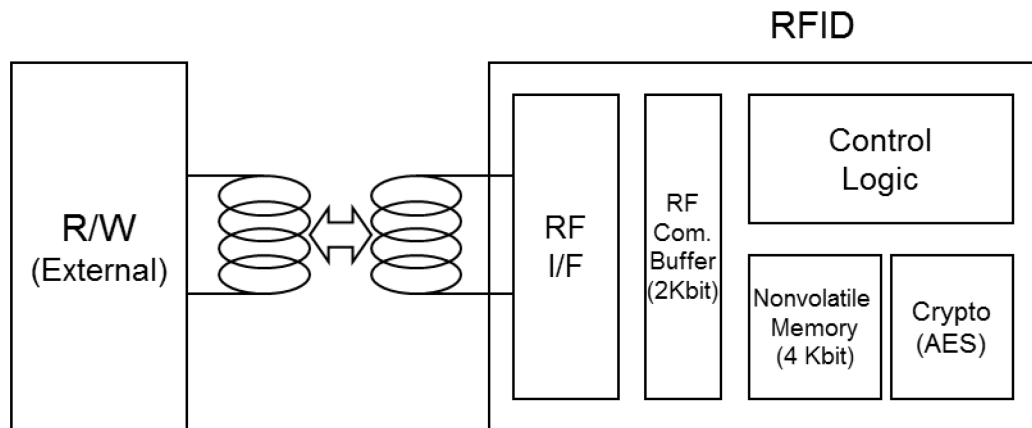 RFID
R/W
(External)
RF
I/F
RF
Com.
Buffer
(2Kbit)
Control
Logic
Nonvolatile
Memory
(4 Kbit)
Crypto
(AES)